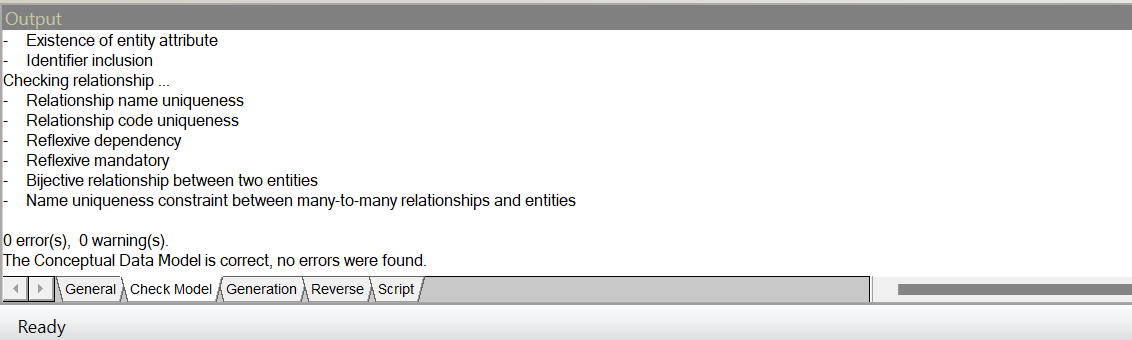 Output
- Existence of entity attribute
- Identifier inclusion
Checking relationship ...
- Relationship name uniqueness
- Relationship code uniqueness
- Reflexive dependency
- Reflexive mandatory
- Bijective relationship between two entities
- Name uniqueness constraint between many-to-many relationships and entities
0 error(s), 0 warning(s).
The Conceptual Data Model is correct, no errors were found.
General Check Model Generation Reverse Script
Ready